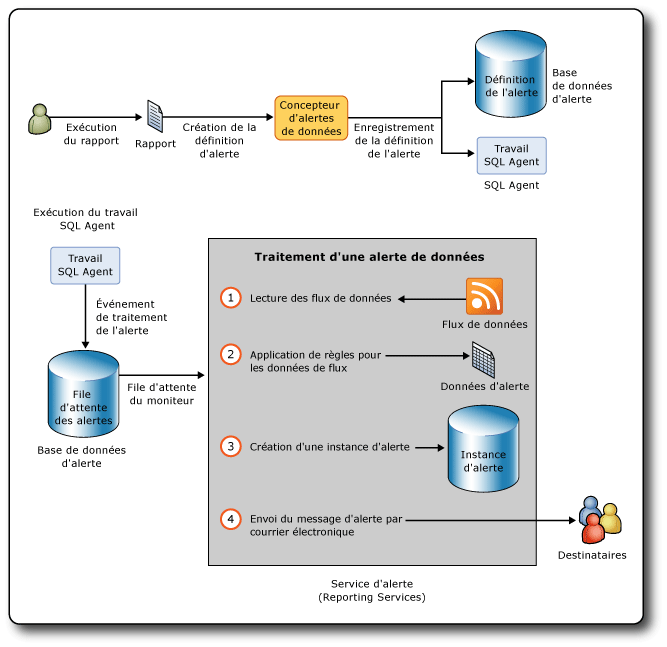 Exécution
du rapport
Rapport
Création de la
définition
d'alerte
Concepteur
d'alertes
de données
Enregistrement
de la définition
de l'alerte
Définition
de l'alerte
Base
de données
d'alerte
Travail
SQL Agent
SQL Agent
Exécution du travail
SQL Agent
Travail
SQL Agent
Événement
de traitement
de l'alerte
File
d'attente
des alertes
Base de données
d'alerte
File d'attente
du moniteur
Traitement d'une alerte de données
1 Lecture des flux de données
Flux de données
2 Application de règles pour
les données de flux
Données d'alerte
3 Création d'une instance d'alerte
Instance
d'alerte
4 Envoi du message d'alerte par
courrier électronique
Destinataires
Service d'alerte
(Reporting Services)